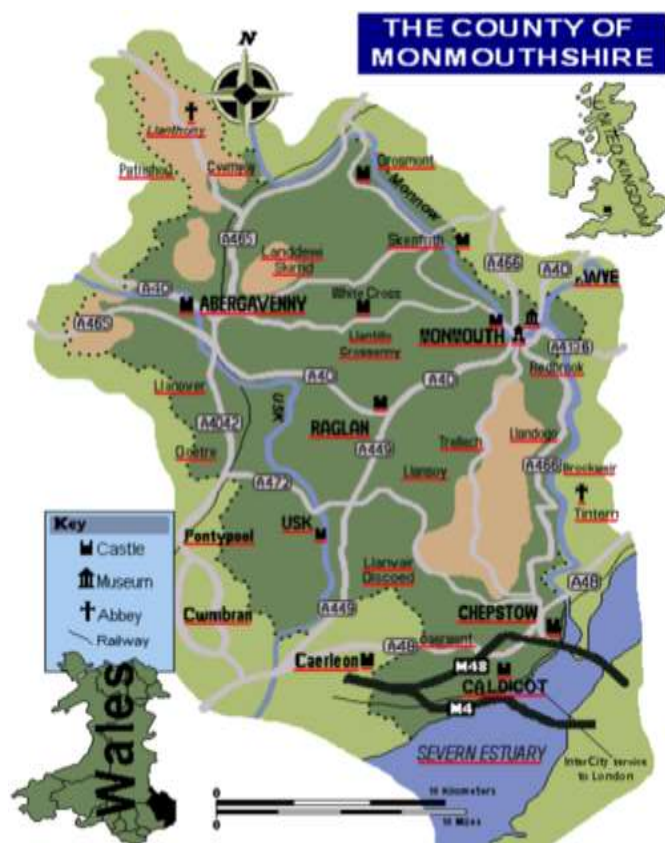 THE COUNTY OF
MONMOUTHSHIRE
N
UNITED KINGDOM
Llanthony
Grosmont
Monnow
Skenfrith
A465
A466
A40
WYE
Llanddewi
Skirrid
A40
ABERGAVENNY
White Cross
MONMOUTH
A465
Llantilio
Crossenny
A4136
Redbrook
Llanover
A40
A40
USK
RAGLAN
A4042
Trellech
Llandogo
A449
Goetre
Llansoy
A466
Brockweir
A472
Tintern
Key
Castle
Museum
Abbey
Railway
USK
Pontypool
Llanvair
Discoed
A48
Cwmbran
A449
CHEPSTOW
A48
Caerwent
Caerleon
M48
CALDICOT
M4
Wales
SEVERN ESTUARY
InterCity service
to London
0
10 Kilometers
0
10 Miles